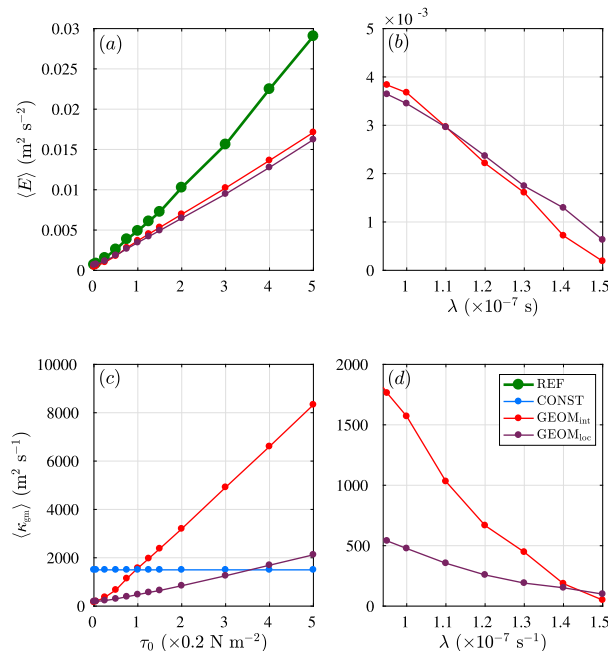 (a)
0.03
0.025
0.02
0.015
0.01
0.005
0
⟨E⟩ (m² s⁻²)
0 1 2 3 4 5
(b)
× 10⁻³
5
4
3
2
1
0
1 1.1 1.2 1.3 1.4 1.5
λ (×10⁻⁷ s)
(c)
10000
8000
6000
4000
2000
0
⟨κgm⟩ (m² s⁻¹)
0 1 2 3 4 5
τ₀ (×0.2 N m⁻²)
(d)
2000
1500
1000
500
0
REF
CONST
GEOMint
GEOMloc
1 1.1 1.2 1.3 1.4 1.5
λ (×10⁻⁷ s⁻¹)